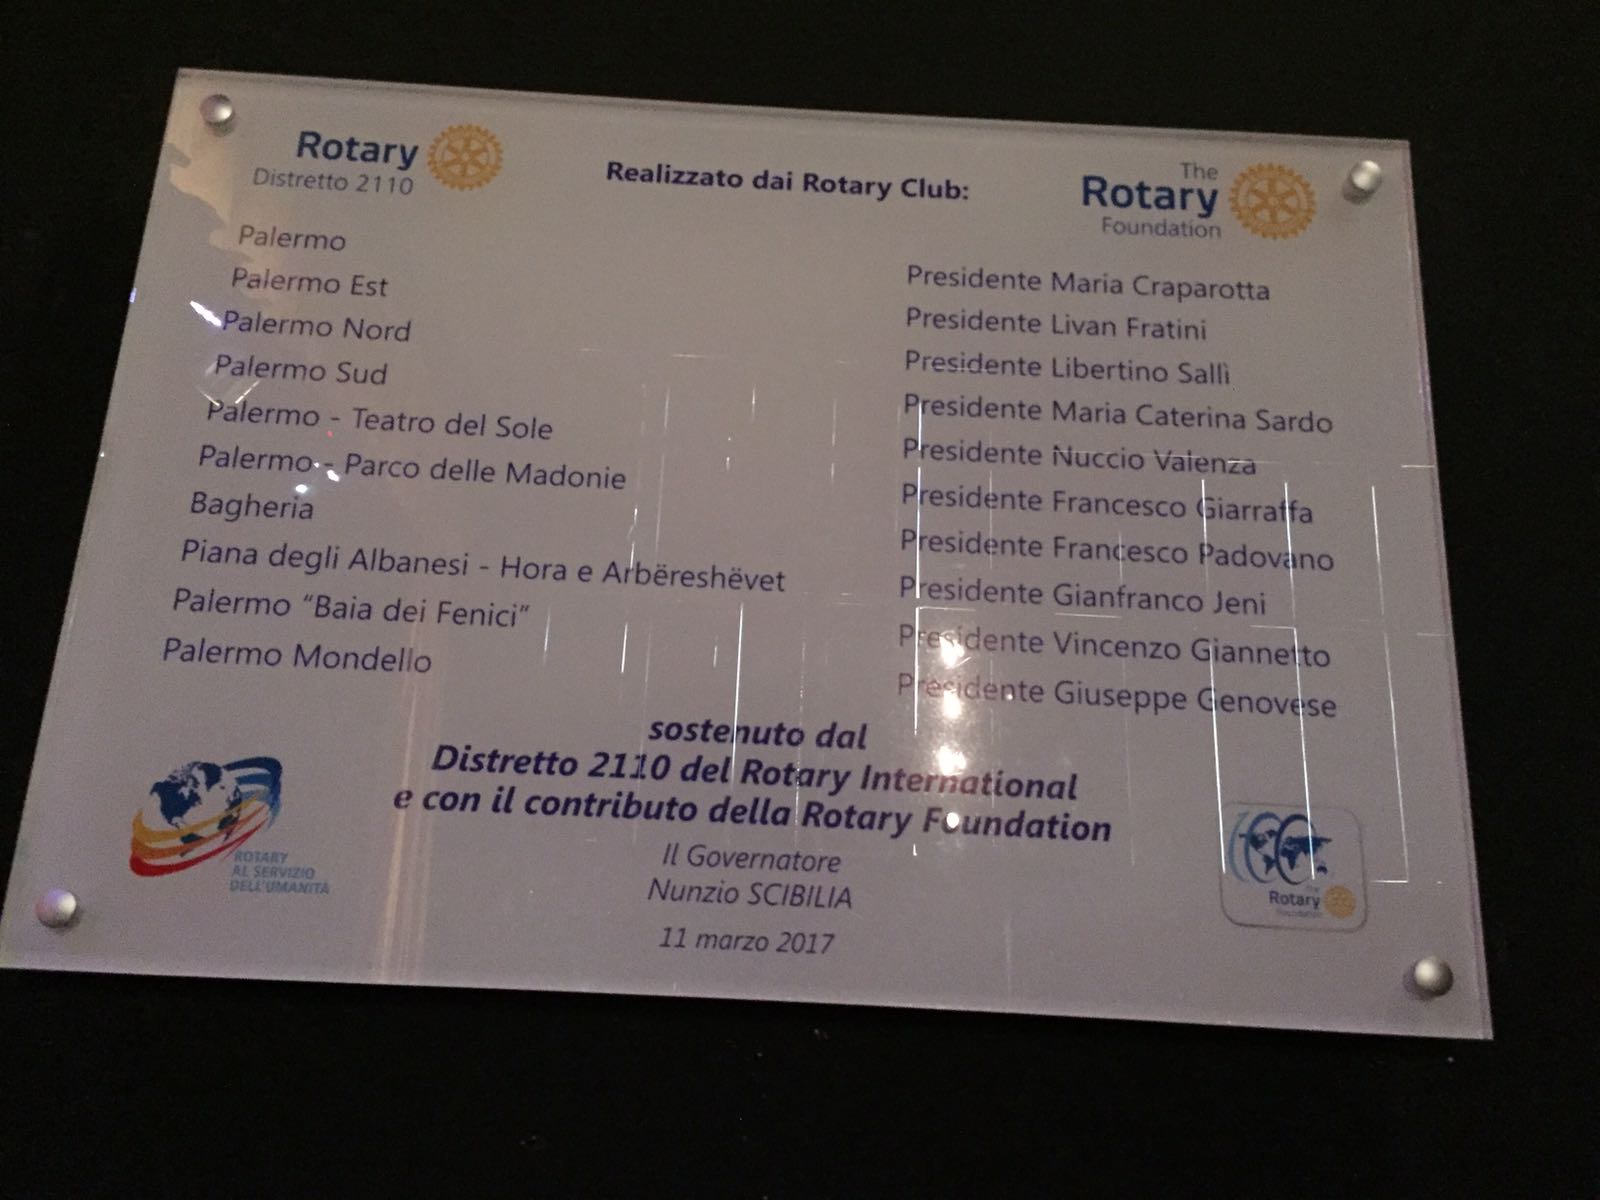 Rotary
Distretto 2110
Realizzato dai Rotary Club:
The
Rotary
Foundation
Palermo
Presidente Maria Craparotta
Palermo Est
Presidente Livan Fratini
Palermo Nord
Presidente Libertino Sallì
Palermo Sud
Presidente Maria Caterina Sardo
Palermo - Teatro del Sole
Presidente Nuccio Valenza
Palermo - Parco delle Madonie
Presidente Francesco Giarraffa
Bagheria
Presidente Francesco Padovano
Piana degli Albanesi - Hora e Arbëreshëvet
Presidente Gianfranco Jeni
Palermo "Baia dei Fenici"
Presidente Vincenzo Giannetto
Palermo Mondello
Presidente Giuseppe Genovese
sostenuto dal
Distretto 2110 del Rotary International
e con il contributo della Rotary Foundation
Il Governatore
Nunzio SCIBILIA
11 marzo 2017
ROTARY
AL SERVIZIO
DELL'UMANITÀ
100
The
Rotary
Foundation